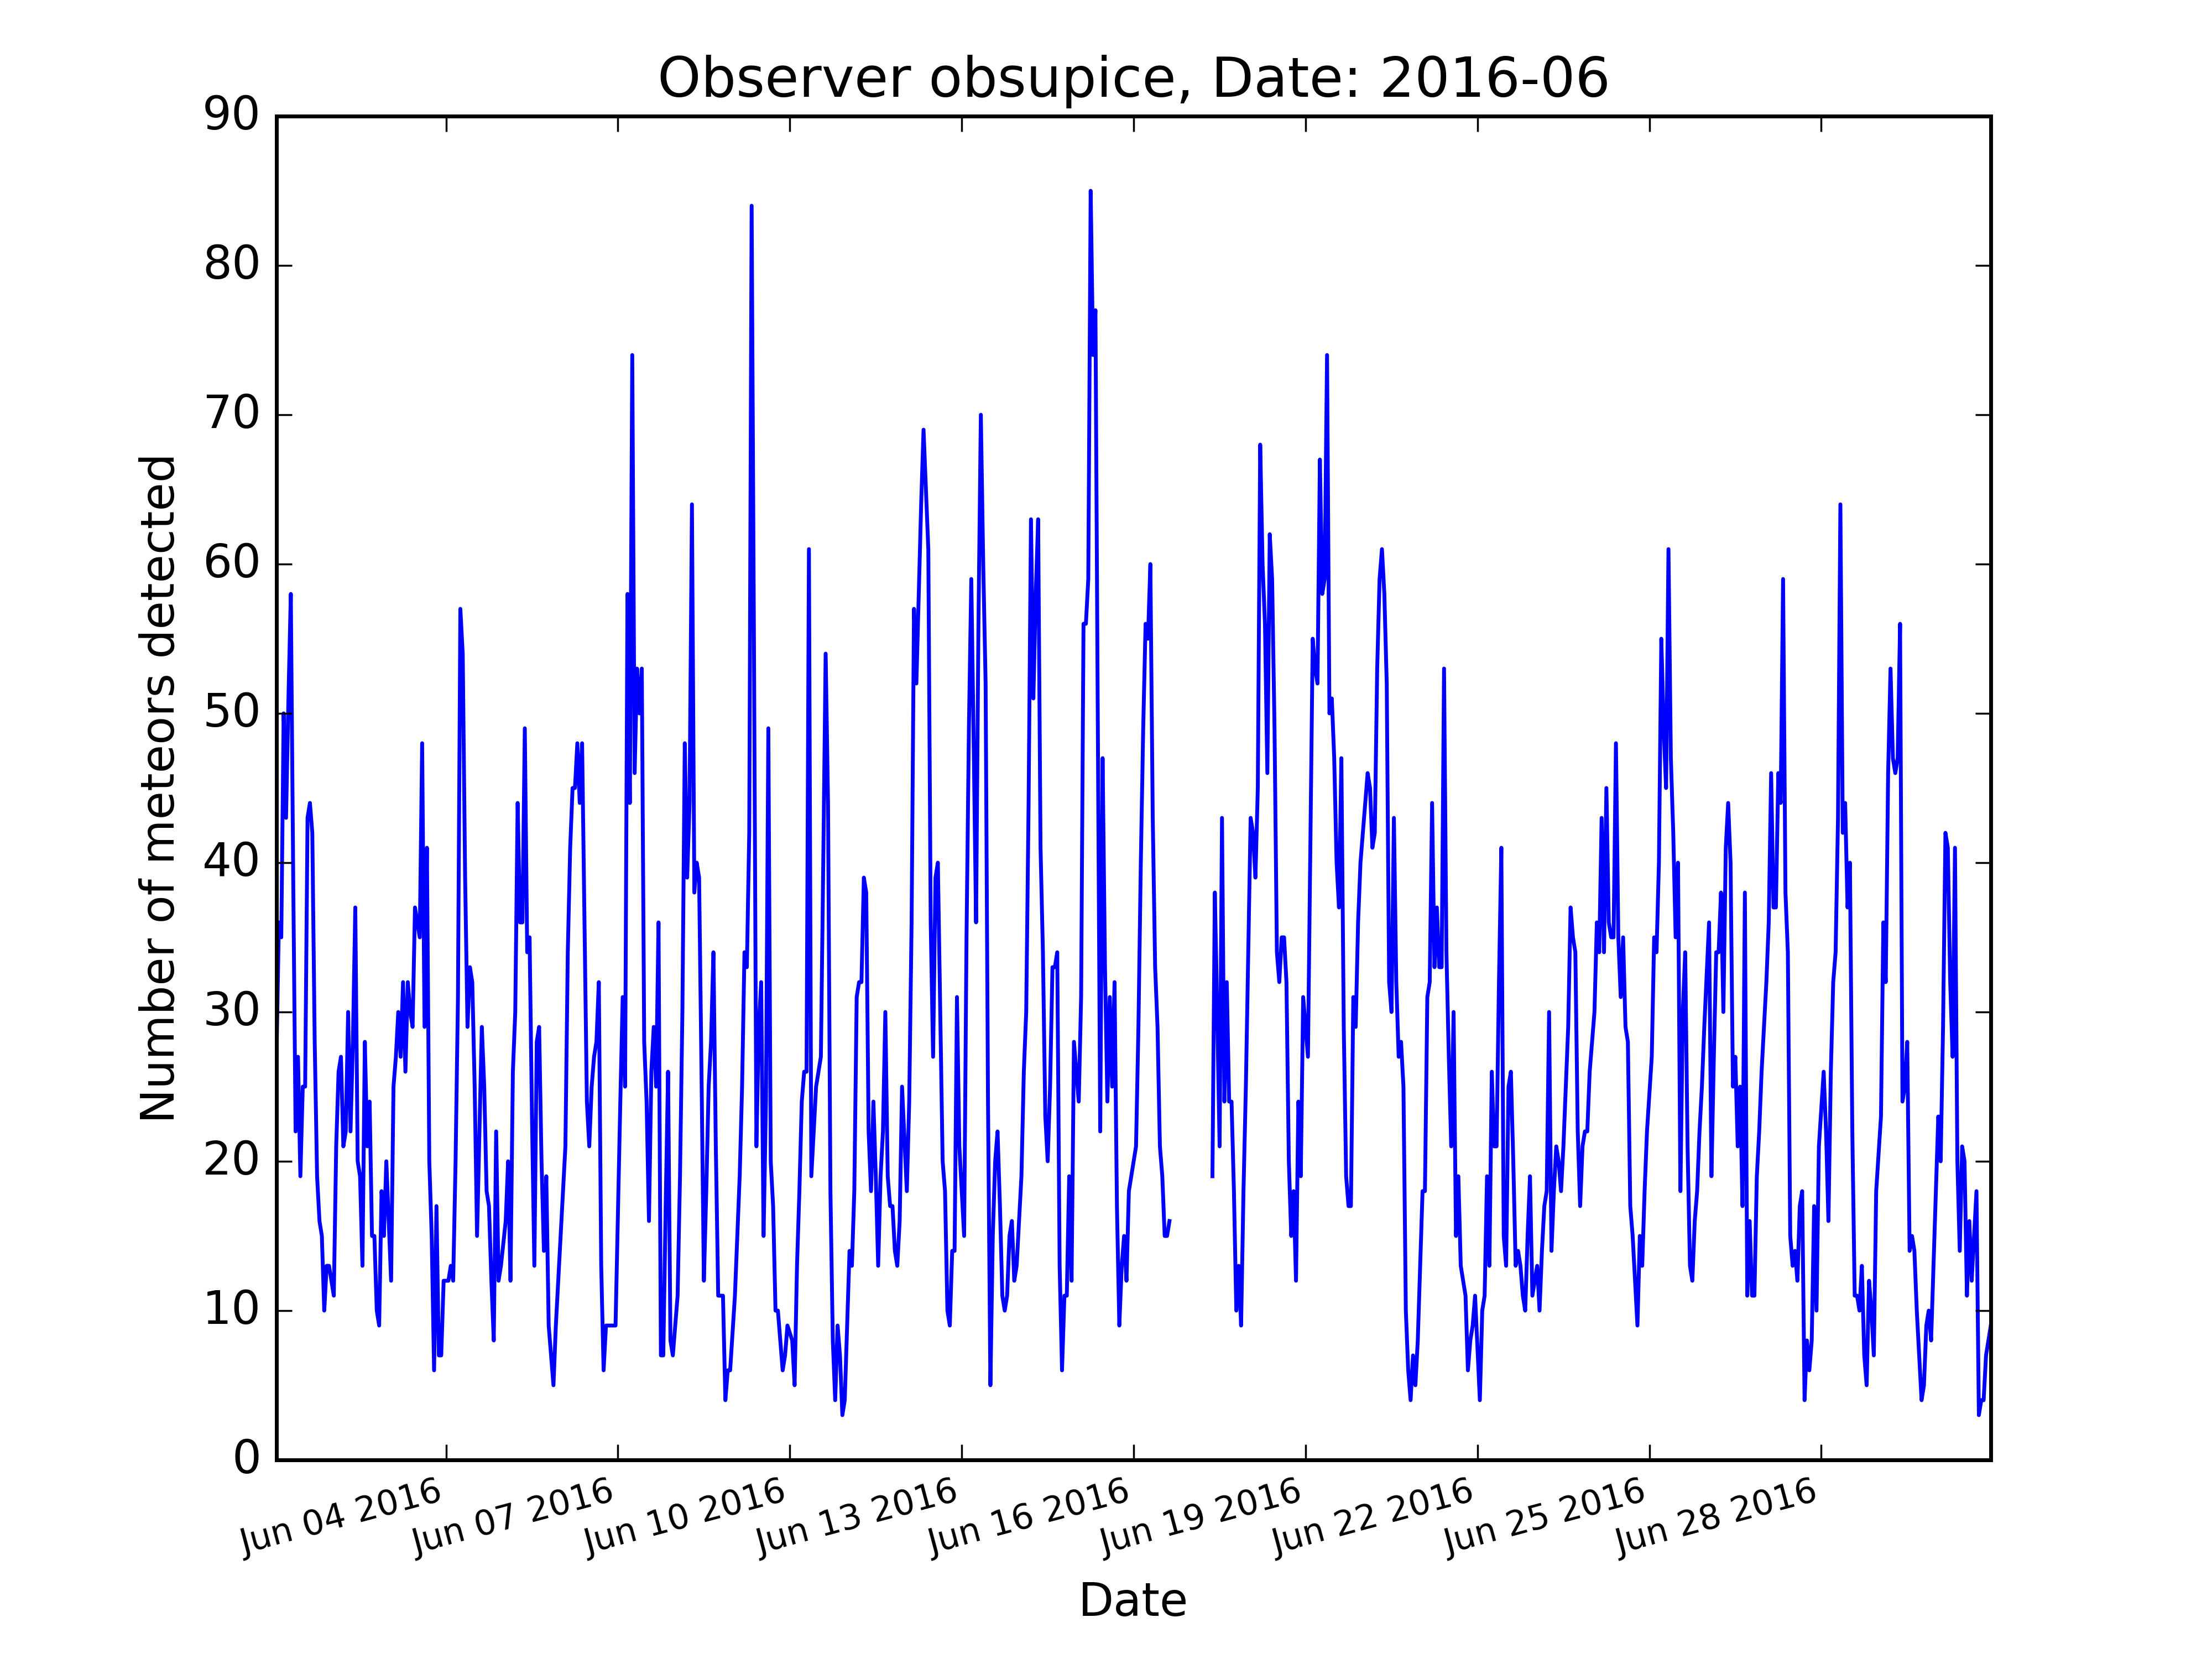 Observer obsupice, Date: 2016-06
90
80
70
60
50
40
30
20
10
0
Number of meteors detected
Jun 04 2016
Jun 07 2016
Jun 10 2016
Jun 13 2016
Jun 16 2016
Jun 19 2016
Jun 22 2016
Jun 25 2016
Jun 28 2016
Date